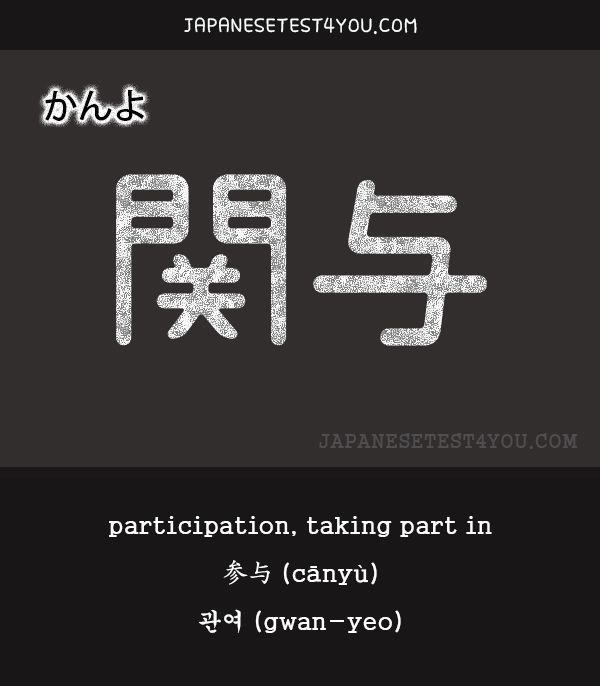 JAPANESETEST4YOU.COM
かんよ
関与
JAPANESETEST4YOU.COM
participation, taking part in
参与 (cānyù)
관여 (gwan-yeo)